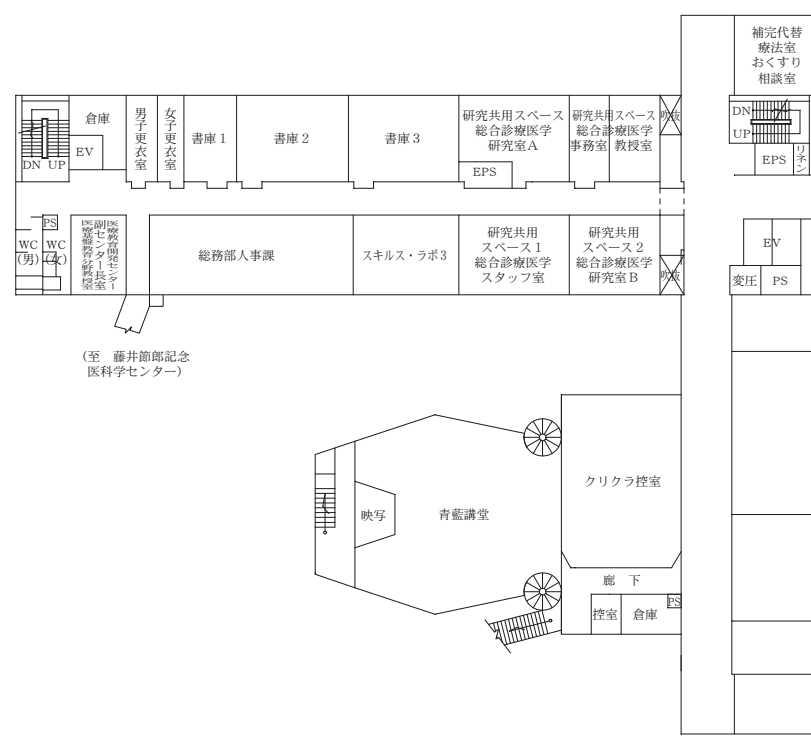 補完代替
療法室
おくすり
相談室
DN
UP
EPS
リネン
倉庫
EV
DN UP
男子更衣室
女子更衣室
書庫１
書庫２
書庫３
研究共用スペース
総合診療医学
研究室Ａ
EPS
研究共用スペース
総合診療医学
事務室 教授室
吹抜
PS
WC
(男)
WC
(女)
医療教育開発センター
副センター長室
医療基盤教育分野教授室
総務部人事課
スキルス・ラボ3
研究共用
スペース１
総合診療医学
スタッフ室
研究共用
スペース２
総合診療医学
研究室Ｂ
吹抜
EV
変圧
PS
(至　藤井節郎記念
医科学センター)
映写
青藍講堂
クリクラ控室
廊　下
控室
倉庫
PS